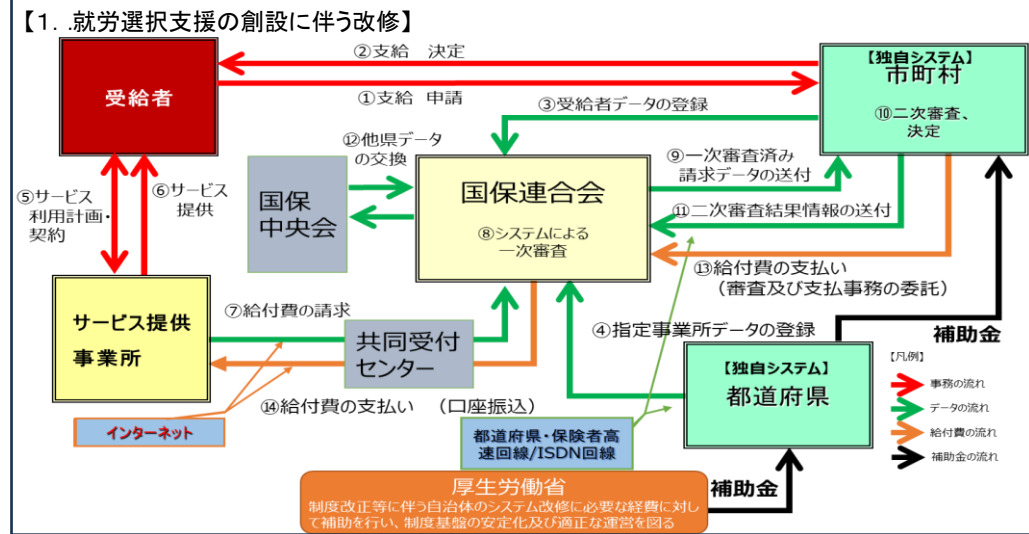 【1．.就労選択支援の創設に伴う改修】
②支給　決定
①支給　申請
受給者
【独自システム】
市町村
⑩二次審査、
決定
③受給者データの登録
⑫他県データ
の交換
⑨一次審査済み
請求データの送付
国保
中央会
国保連合会
⑧システムによる
一次審査
⑪二次審査結果情報の送付
⑤サービス
利用計画・
契約
⑥サービス
提供
⑬給付費の支払い
（審査及び支払事務の委託）
サービス提供
事業所
⑦給付費の請求
共同受付
センター
④指定事業所データの登録
補助金
【独自システム】
都道府県
【凡例】
事務の流れ
データの流れ
給付費の流れ
補助金の流れ
⑭給付費の支払い　（口座振込）
インターネット
都道府県・保険者高
速回線/ISDN回線
厚生労働省
制度改正等に伴う自治体のシステム改修に必要な経費に対し
て補助を行い、制度基盤の安定化及び適正な運営を図る
補助金